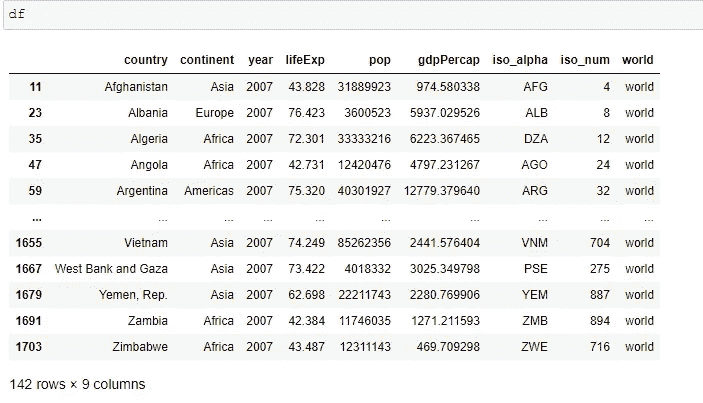 df
country continent year lifeExp pop gdpPercap iso_alpha iso_num world
11 Afghanistan Asia 2007 43.828 31889923 974.580338 AFG 4 world
23 Albania Europe 2007 76.423 3600523 5937.029526 ALB 8 world
35 Algeria Africa 2007 72.301 33333216 6223.367465 DZA 12 world
47 Angola Africa 2007 42.731 12420476 4797.231267 AGO 24 world
59 Argentina Americas 2007 75.320 40301927 12779.379640 ARG 32 world
... ... ... ... ... ... ... ... ... ...
1655 Vietnam Asia 2007 74.249 85262356 2441.576404 VNM 704 world
1667 West Bank and Gaza Asia 2007 73.422 4018332 3025.349798 PSE 275 world
1679 Yemen, Rep. Asia 2007 62.698 22211743 2280.769906 YEM 887 world
1691 Zambia Africa 2007 42.384 11746035 1271.211593 ZMB 894 world
1703 Zimbabwe Africa 2007 43.487 12311143 469.709298 ZWE 716 world
142 rows × 9 columns